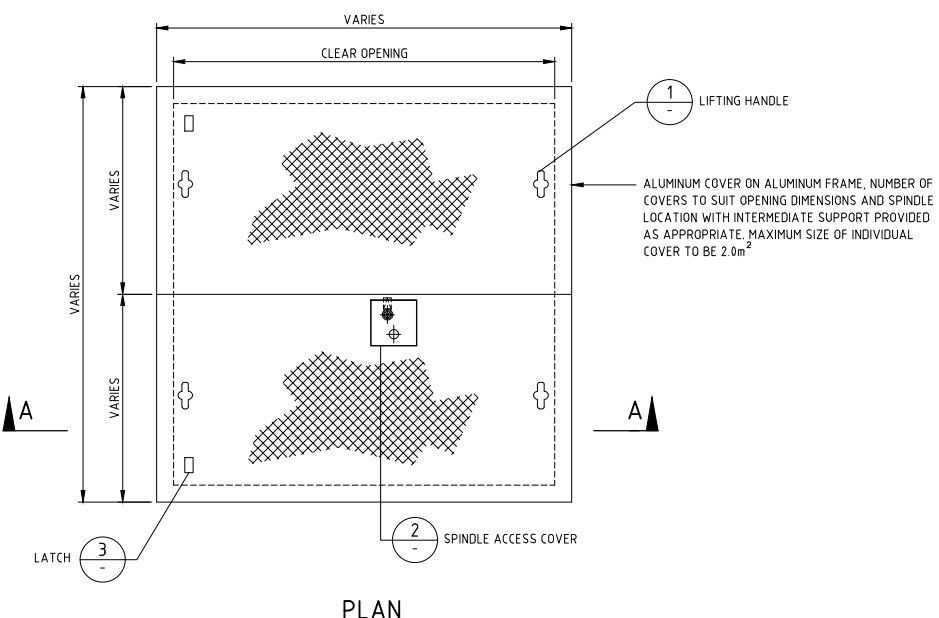 VARIES
CLEAR OPENING
1
-
LIFTING HANDLE
ALUMINUM COVER ON ALUMINUM FRAME, NUMBER OF
COVERS TO SUIT OPENING DIMENSIONS AND SPINDLE
LOCATION WITH INTERMEDIATE SUPPORT PROVIDED
AS APPROPRIATE. MAXIMUM SIZE OF INDIVIDUAL
COVER TO BE 2.0m²
VARIES
VARIES
VARIES
A
A
2
-
SPINDLE ACCESS COVER
LATCH
3
-
PLAN